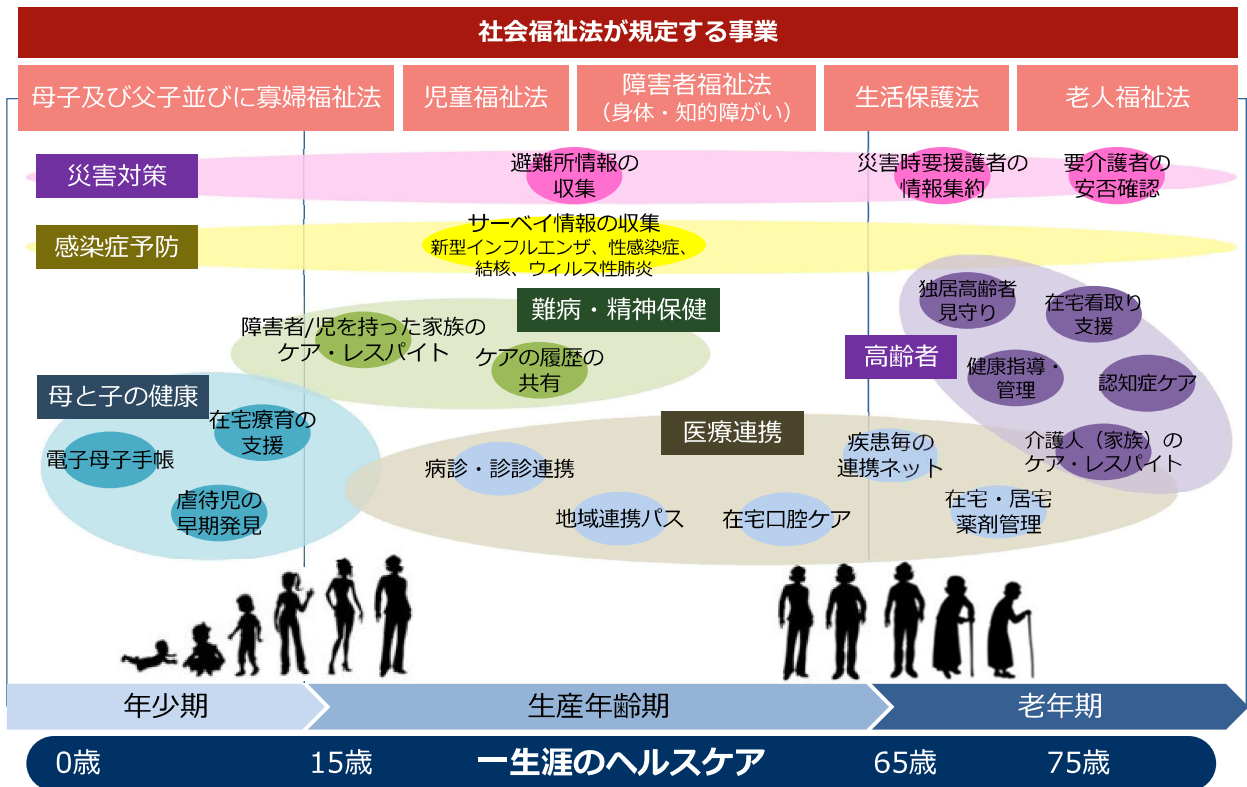 社会福祉法が規定する事業
母子及び父子並びに寡婦福祉法
児童福祉法
障害者福祉法
（身体・知的障がい）
生活保護法
老人福祉法
災害対策
避難所情報の
収集
災害時要援護者の
情報集約
要介護者の
安否確認
感染症予防
サーベイ情報の収集
新型インフルエンザ、性感染症、
結核、ウィルス性肺炎
難病・精神保健
障害者/児を持った家族の
ケア・レスパイト
ケアの履歴の
共有
高齢者
独居高齢者
見守り
在宅看取り
支援
健康指導・
管理
認知症ケア
介護人（家族）の
ケア・レスパイト
母と子の健康
在宅療育の
支援
電子母子手帳
虐待児の
早期発見
医療連携
病診・診診連携
疾患毎の
連携ネット
地域連携パス
在宅口腔ケア
在宅・居宅
薬剤管理
年少期
生産年齢期
老年期
0歳
15歳
一生涯のヘルスケア
65歳
75歳